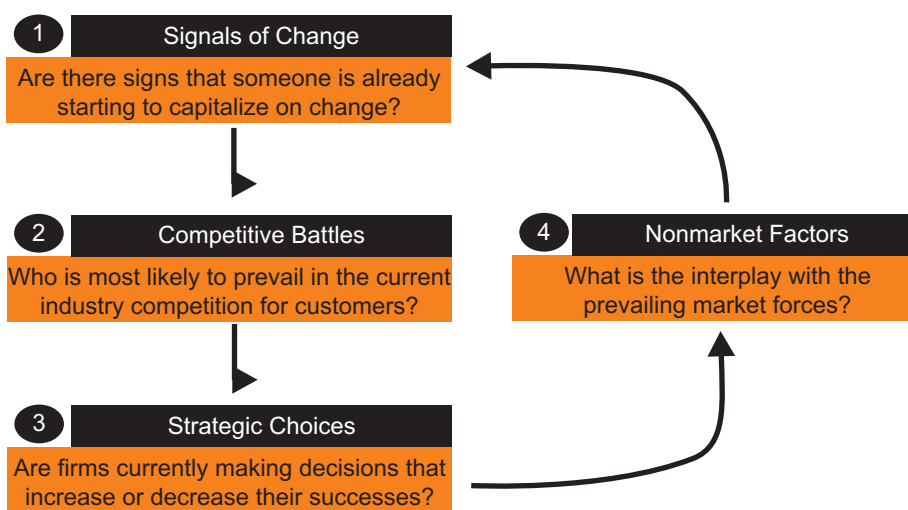 1
Signals of Change
Are there signs that someone is already
starting to capitalize on change?
2
Competitive Battles
Who is most likely to prevail in the current
industry competition for customers?
3
Strategic Choices
Are firms currently making decisions that
increase or decrease their successes?
4
Nonmarket Factors
What is the interplay with the
prevailing market forces?